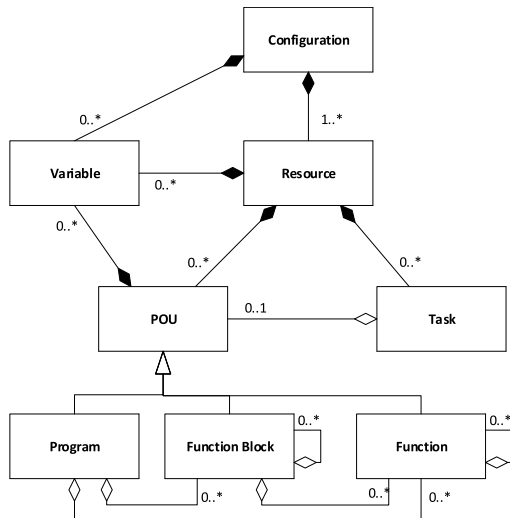 Configuration
0..*
1..*
Variable
Resource
0..*
0..*
0..*
0..*
POU
0..1
Task
Program
Function Block
0..*
Function
0..*
0..*
0..*
0..*